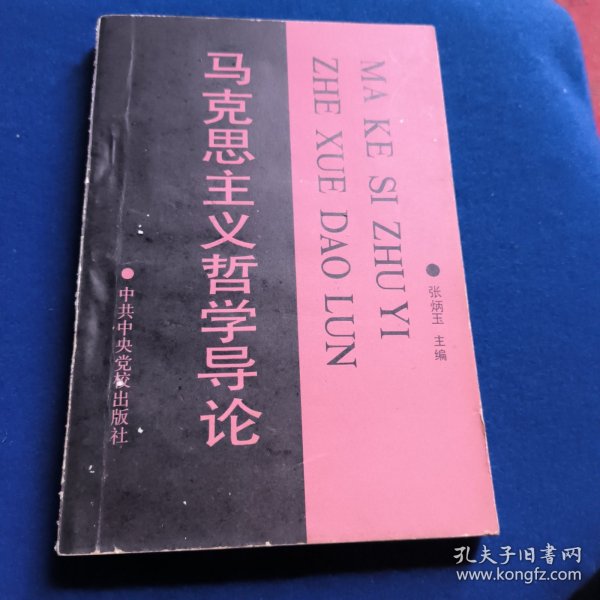 马克思主义哲学导论
MA KE SI ZHU YI
ZHE XUE DAO LUN
●张炳玉 主编
●中共中央党校出版社
孔夫子旧书网
www.kongfz.com